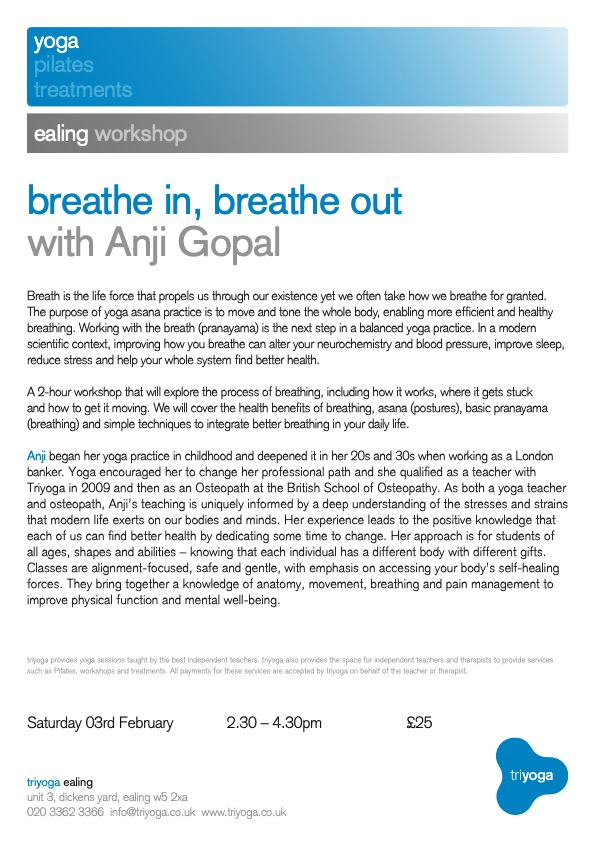 yoga
pilates
treatments
ealing workshop
breathe in, breathe out
with Anji Gopal
Breath is the life force that propels us through our existence yet we often take how we breathe for granted.
The purpose of yoga asana practice is to move and tone the whole body, enabling more efficient and healthy
breathing. Working with the breath (pranayama) is the next step in a balanced yoga practice. In a modern
scientific context, improving how you breathe can alter your neurochemistry and blood pressure, improve sleep,
reduce stress and help your whole system find better health.
A 2-hour workshop that will explore the process of breathing, including how it works, where it gets stuck
and how to get it moving. We will cover the health benefits of breathing, asana (postures), basic pranayama
(breathing) and simple techniques to integrate better breathing in your daily life.
Anji began her yoga practice in childhood and deepened it in her 20s and 30s when working as a London
banker. Yoga encouraged her to change her professional path and she qualified as a teacher with
Triyoga in 2009 and then as an Osteopath at the British School of Osteopathy. As both a yoga teacher
and osteopath, Anji's teaching is uniquely informed by a deep understanding of the stresses and strains
that modern life exerts on our bodies and minds. Her experience leads to the positive knowledge that
each of us can find better health by dedicating some time to change. Her approach is for students of
all ages, shapes and abilities – knowing that each individual has a different body with different gifts.
Classes are alignment-focused, safe and gentle, with emphasis on accessing your body's self-healing
forces. They bring together a knowledge of anatomy, movement, breathing and pain management to
improve physical function and mental well-being.
triyoga provides yoga sessions taught by the best independent teachers. triyoga also provides the space for independent teachers and therapists to provide services
such as Pilates, workshops and treatments. All payments for these services are accepted by triyoga on behalf of the teacher or therapist.
Saturday 03rd February 2.30 – 4.30pm £25
triyoga
triyoga ealing
unit 3, dickens yard, ealing w5 2xa
020 3362 3366 info@triyoga.co.uk www.triyoga.co.uk